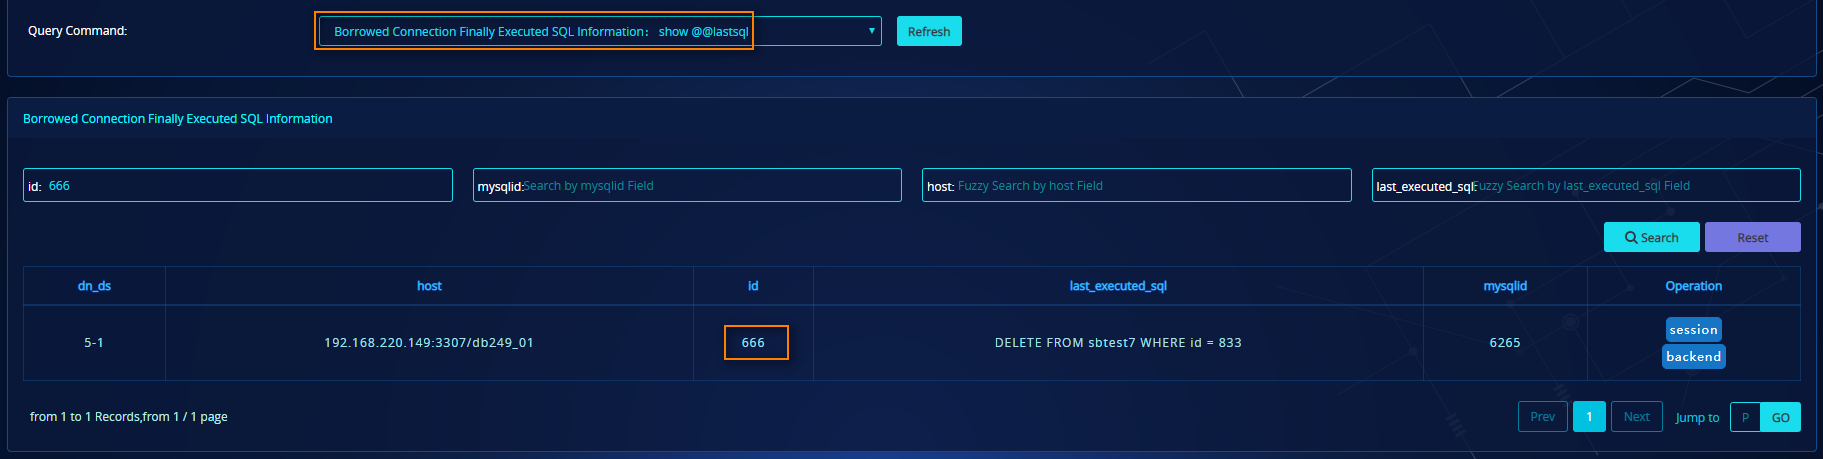 Query Command: Borrowed Connection Finally Executed SQL Information： show @@lastsql ▼ Refresh
Borrowed Connection Finally Executed SQL Information
id: 666 mysqlid:Search by mysqlid Field host: Fuzzy Search by host Field last_executed_sql:Fuzzy Search by last_executed_sql Field
Search Reset
dn_ds host id last_executed_sql mysqlid Operation
5-1 192.168.220.149:3307/db249_01 666 DELETE FROM sbtest7 WHERE id = 833 6265 session
backend
from 1 to 1 Records,from 1 / 1 page Prev 1 Next Jump to P GO